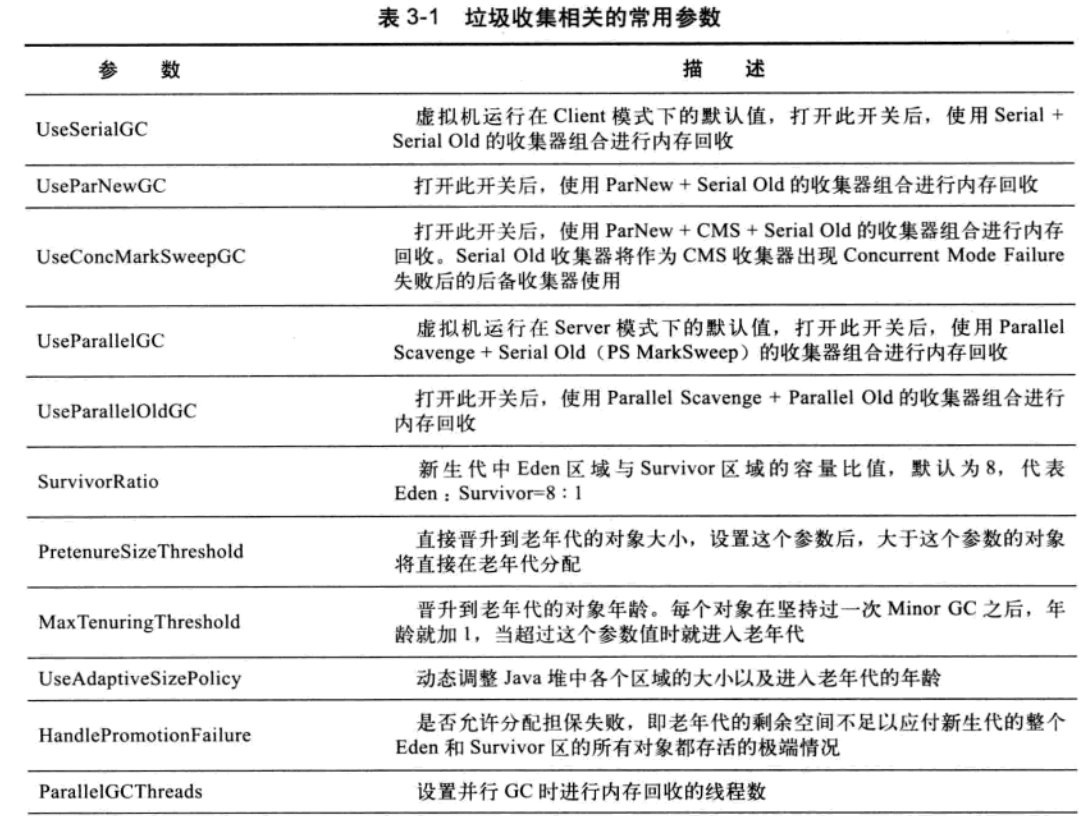 表 3-1 垃圾收集相关的常用参数
参 数 描 述
UseSerialGC
虚拟机运行在 Client 模式下的默认值，打开此开关后，使用 Serial +
Serial Old 的收集器组合进行内存回收
UseParNewGC
打开此开关后，使用 ParNew + Serial Old 的收集器组合进行内存回收
UseConcMarkSweepGC
打开此开关后，使用 ParNew + CMS + Serial Old 的收集器组合进行内存
回收。Serial Old 收集器将作为 CMS 收集器出现 Concurrent Mode Failure
失败后的后备收集器使用
UseParallelGC
虚拟机运行在 Server 模式下的默认值，打开此开关后，使用 Parallel
Scavenge + Serial Old（PS MarkSweep）的收集器组合进行内存回收
UseParallelOldGC
打开此开关后，使用 Parallel Scavenge + Parallel Old 的收集器组合进行
内存回收
SurvivorRatio
新生代中 Eden 区域与 Survivor 区域的容量比值，默认为 8，代表
Eden：Survivor=8：1
PretenureSizeThreshold
直接晋升到老年代的对象大小，设置这个参数后，大于这个参数的对象
将直接在老年代分配
MaxTenuringThreshold
晋升到老年代的对象年龄。每个对象在坚持过一次 Minor GC 之后，年
龄就加 1，当超过这个参数值时就进入老年代
UseAdaptiveSizePolicy
动态调整 Java 堆中各个区域的大小以及进入老年代的年龄
HandlePromotionFailure
是否允许分配担保失败，即老年代的剩余空间不足以应付新生代的整个
Eden 和 Survivor 区的所有对象都存活的极端情况
ParallelGCThreads
设置并行 GC 时进行内存回收的线程数